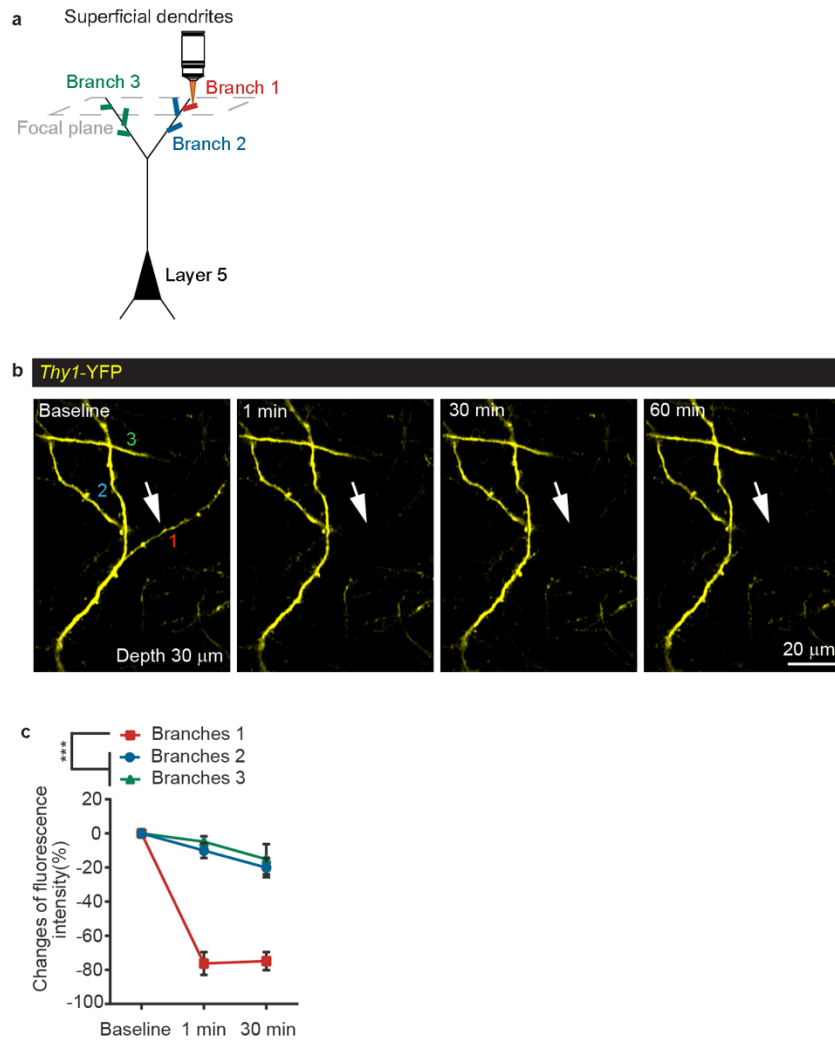 a
Superficial dendrites
Branch 3
Branch 1
Focal plane
Branch 2
Layer 5
b
Thy1-YFP
Baseline
1 min
30 min
60 min
3
2
1
Depth 30 μm
20 μm
c
***
Branches 1
Branches 2
Branches 3
Changes of fluorescence
intensity(%)
20
0
-20
-40
-60
-80
-100
Baseline
1 min
30 min